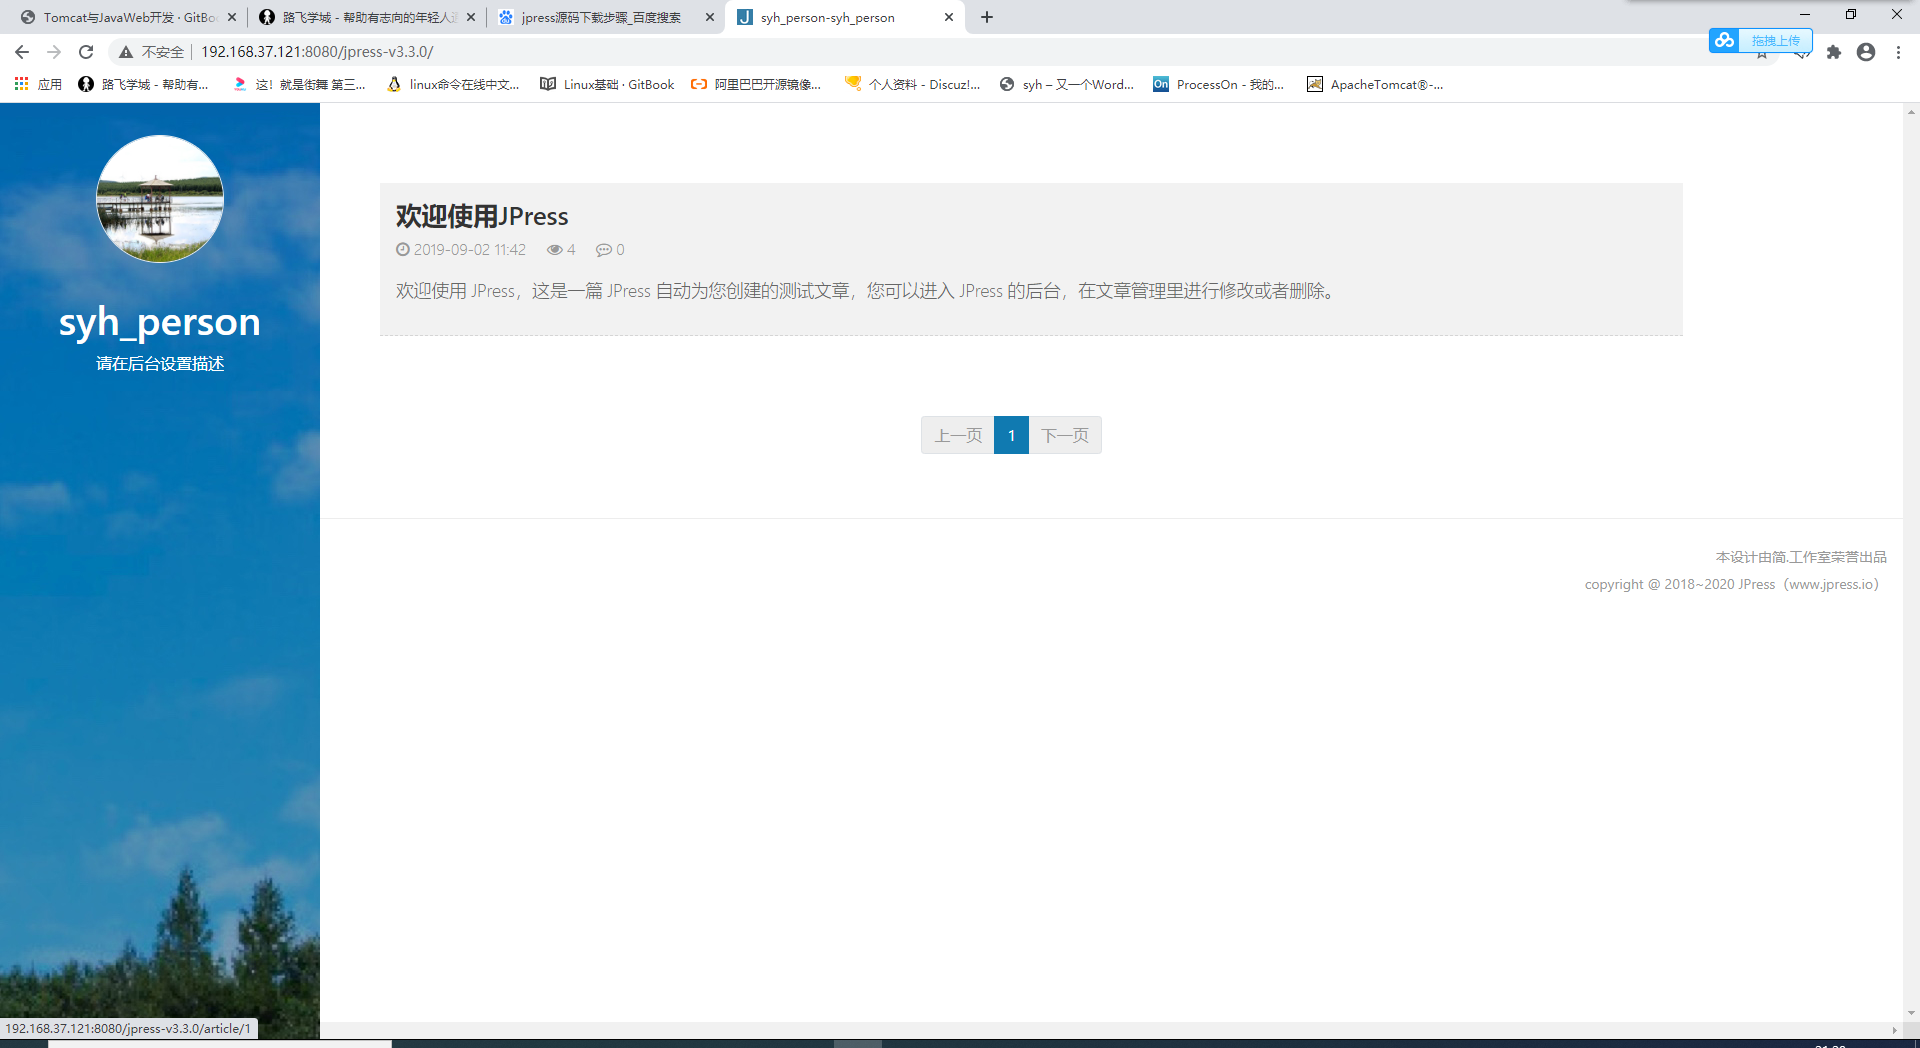 Tomcat与JavaWeb开发 · GitBo
路飞学城 - 帮助有志向的年轻人
jpress源码下载步骤_百度搜索
syh_person-syh_person
不安全
192.168.37.121:8080/jpress-v3.3.0/
拖拽上传
应用
路飞学城 - 帮助有...
这！就是街舞 第三...
linux命令在线中文...
Linux基础 · GitBook
阿里巴巴开源镜像...
个人资料 - Discuz!...
syh – 又一个Word...
On
ProcessOn - 我的...
ApacheTomcat®-...
欢迎使用JPress
2019-09-02 11:42 4 0
欢迎使用 JPress，这是一篇 JPress 自动为您创建的测试文章，您可以进入 JPress 的后台，在文章管理里进行修改或者删除。
syh_person
请在后台设置描述
上一页 1 下一页
本设计由简.工作室荣誉出品
copyright @ 2018~2020 JPress（www.jpress.io）
192.168.37.121:8080/jpress-v3.3.0/article/1